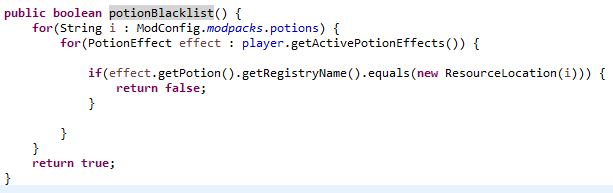 public boolean potionBlacklist() {
    for(String i : ModConfig.modpacks.potions) {
        for(PotionEffect effect : player.getActivePotionEffects()) {

            if(effect.getPotion().getRegistryName().equals(new ResourceLocation(i))) {
                return false;
            }

        }
    }
    return true;
}